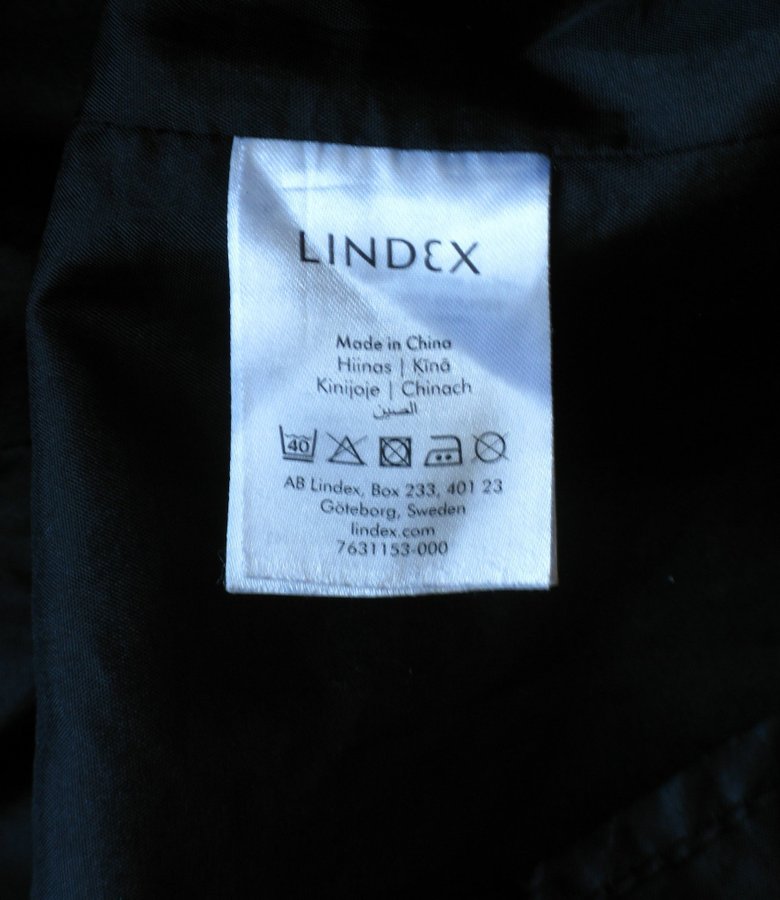 LINDEX
Made in China
Hiinas | Ķīnā
Kinijoje | Chinach
الصين
40
AB Lindex, Box 233, 401 23
Göteborg, Sweden
lindex.com
7631153-000